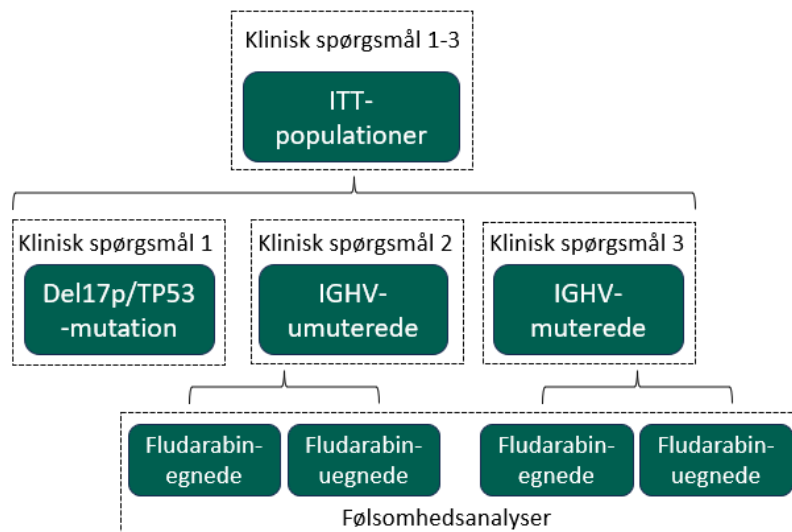 Klinisk spørgsmål 1-3
ITT-
populationer
Klinisk spørgsmål 1
Del17p/TP53
-mutation
Klinisk spørgsmål 2
IGHV-
umuterede
Klinisk spørgsmål 3
IGHV-
muterede
Fludarabin-
egnede
Fludarabin-
uegnede
Fludarabin-
egnede
Fludarabin-
uegnede
Følsomhedsanalyser